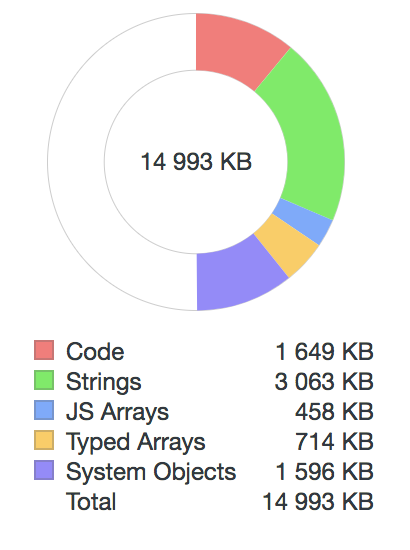 14 993 KB
Code 1 649 KB
Strings 3 063 KB
JS Arrays 458 KB
Typed Arrays 714 KB
System Objects 1 596 KB
Total 14 993 KB